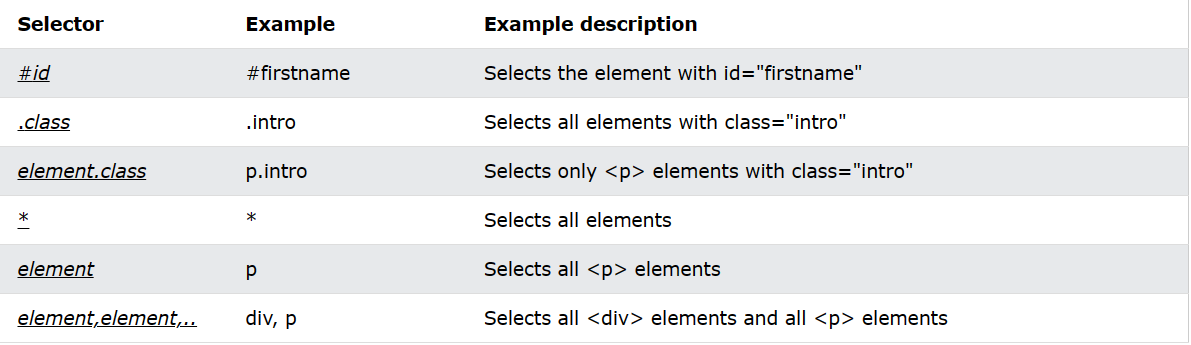 Selector Example Example description
#id #firstname Selects the element with id="firstname"
.class .intro Selects all elements with class="intro"
element.class p.intro Selects only <p> elements with class="intro"
* * Selects all elements
element p Selects all <p> elements
element,element,.. div, p Selects all <div> elements and all <p> elements